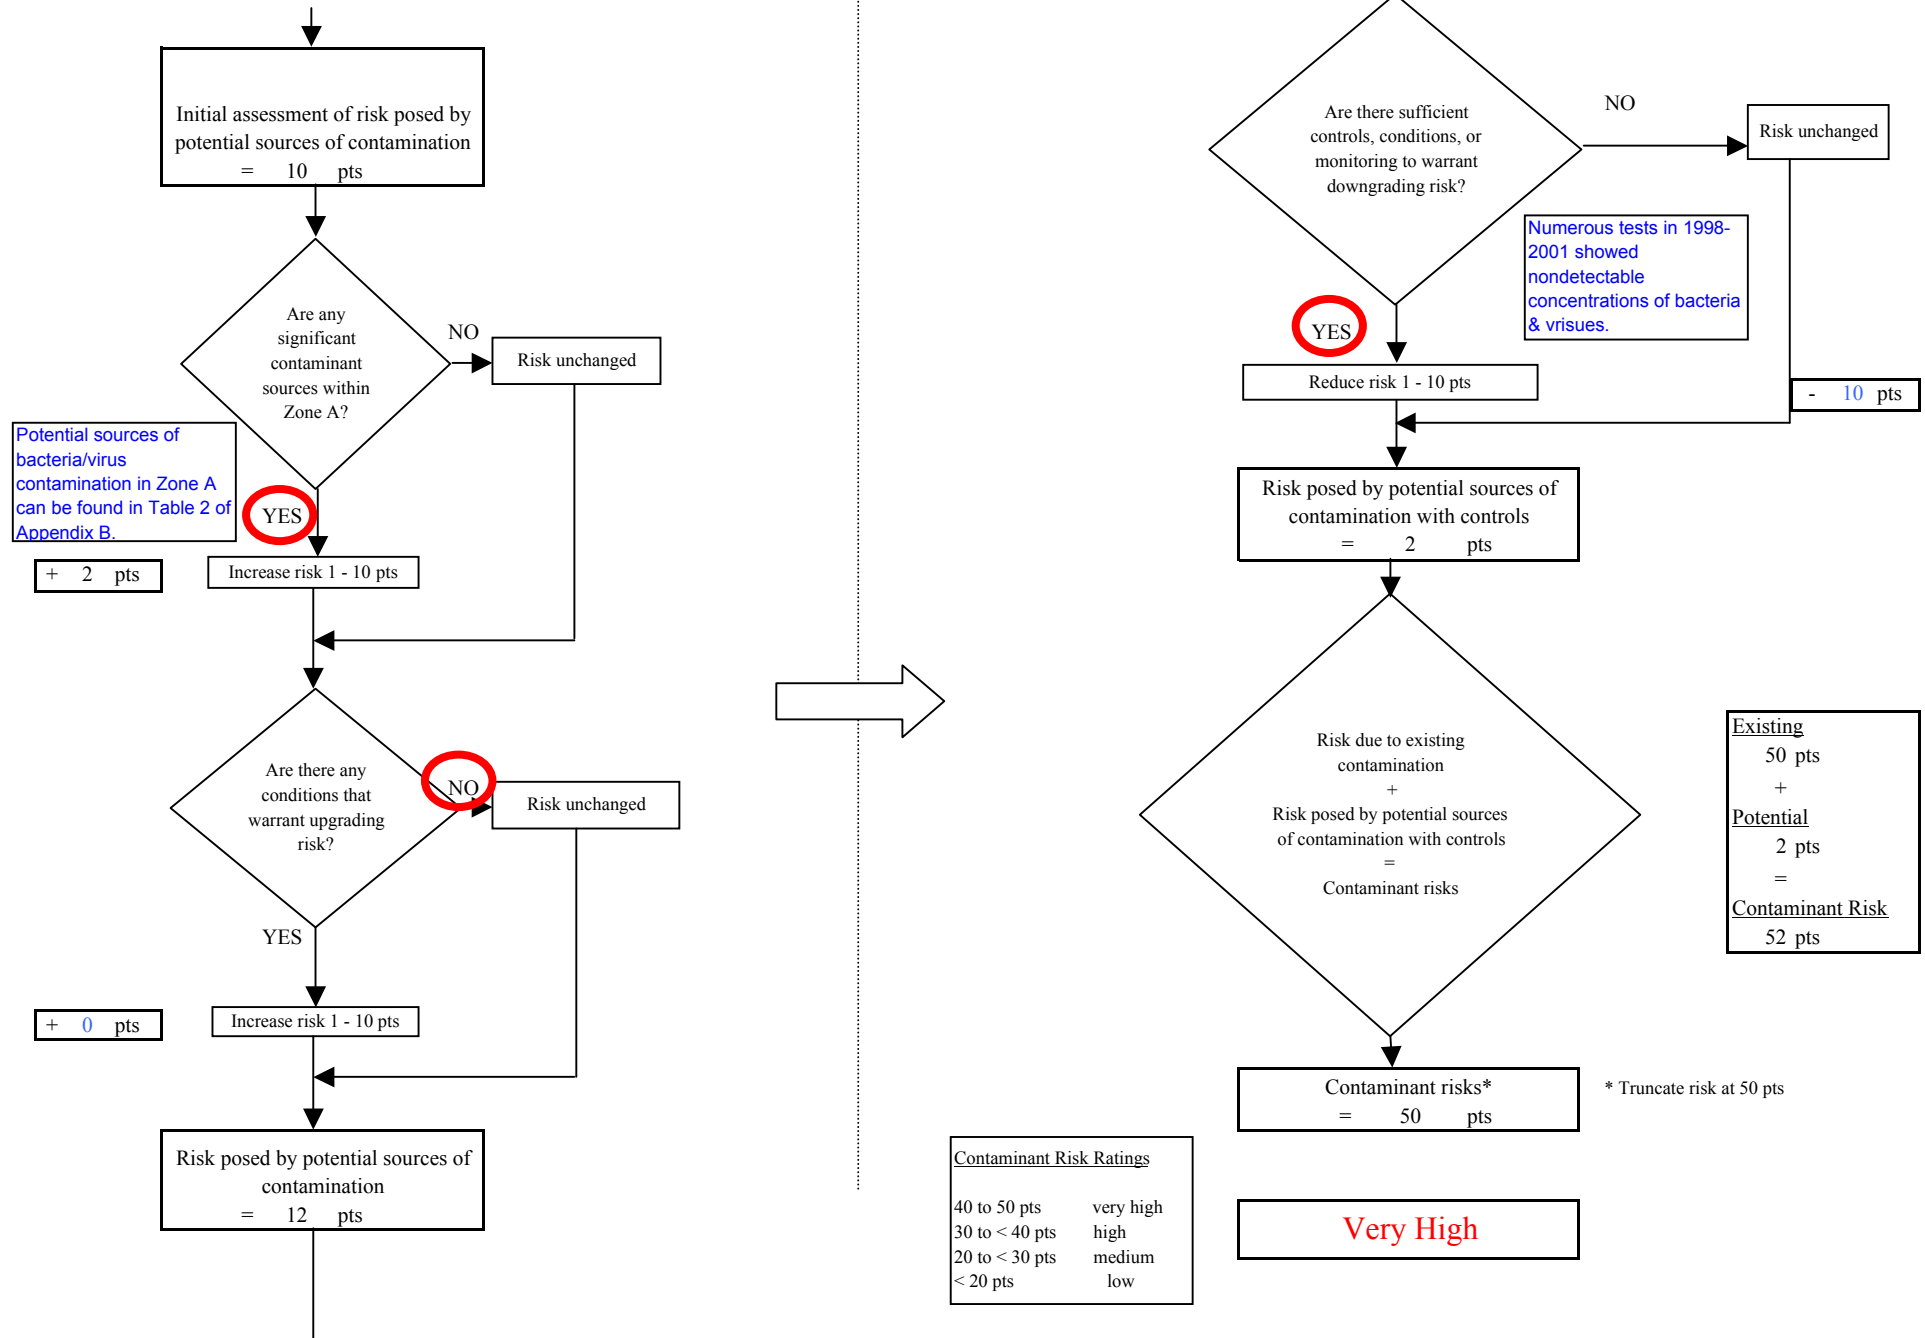 Initial assessment of risk posed by
potential sources of contamination
= 10 pts
Are any
significant
contaminant
sources within
Zone A?
NO
Risk unchanged
Potential sources of
bacteria/virus
contamination in Zone A
can be found in Table 2 of
Appendix B.
YES
+ 2 pts
Increase risk 1 - 10 pts
Are there any
conditions that
warrant upgrading
risk?
NO
Risk unchanged
YES
+ 0 pts
Increase risk 1 - 10 pts
Risk posed by potential sources of
contamination
= 12 pts
Are there sufficient
controls, conditions, or
monitoring to warrant
downgrading risk?
NO
Risk unchanged
Numerous tests in 1998-
2001 showed
nondetectable
concentrations of bacteria
& vrisues.
YES
Reduce risk 1 - 10 pts
- 10 pts
Risk posed by potential sources of
contamination with controls
= 2 pts
Risk due to existing
contamination
+
Risk posed by potential sources
of contamination with controls
=
Contaminant risks
Existing
50 pts
+
Potential
2 pts
=
Contaminant Risk
52 pts
Contaminant risks*
= 50 pts
* Truncate risk at 50 pts
Contaminant Risk Ratings
40 to 50 pts very high
30 to < 40 pts high
20 to < 30 pts medium
< 20 pts low
Very High